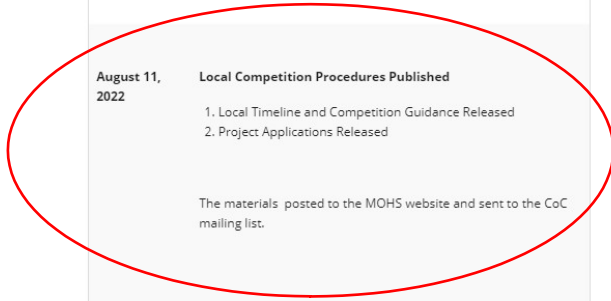 August 11, Local Competition Procedures Published
2022
1. Local Timeline and Competition Guidance Released
2. Project Applications Released
The materials  posted to the MOHS website and sent to the CoC
mailing list.